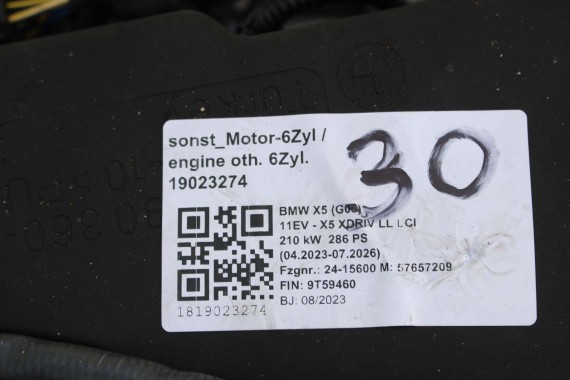 sonst_Motor-6Zyl /
engine oth. 6Zyl.
19023274
30
BMW X5 (G05)
11EV - X5 XDRIV LL LCI
210 kW 286 PS
(04.2023-07.2026)
Fzgnr.: 24-15600 M: 57657209
FIN: 9T59460
BJ: 08/2023
1819023274